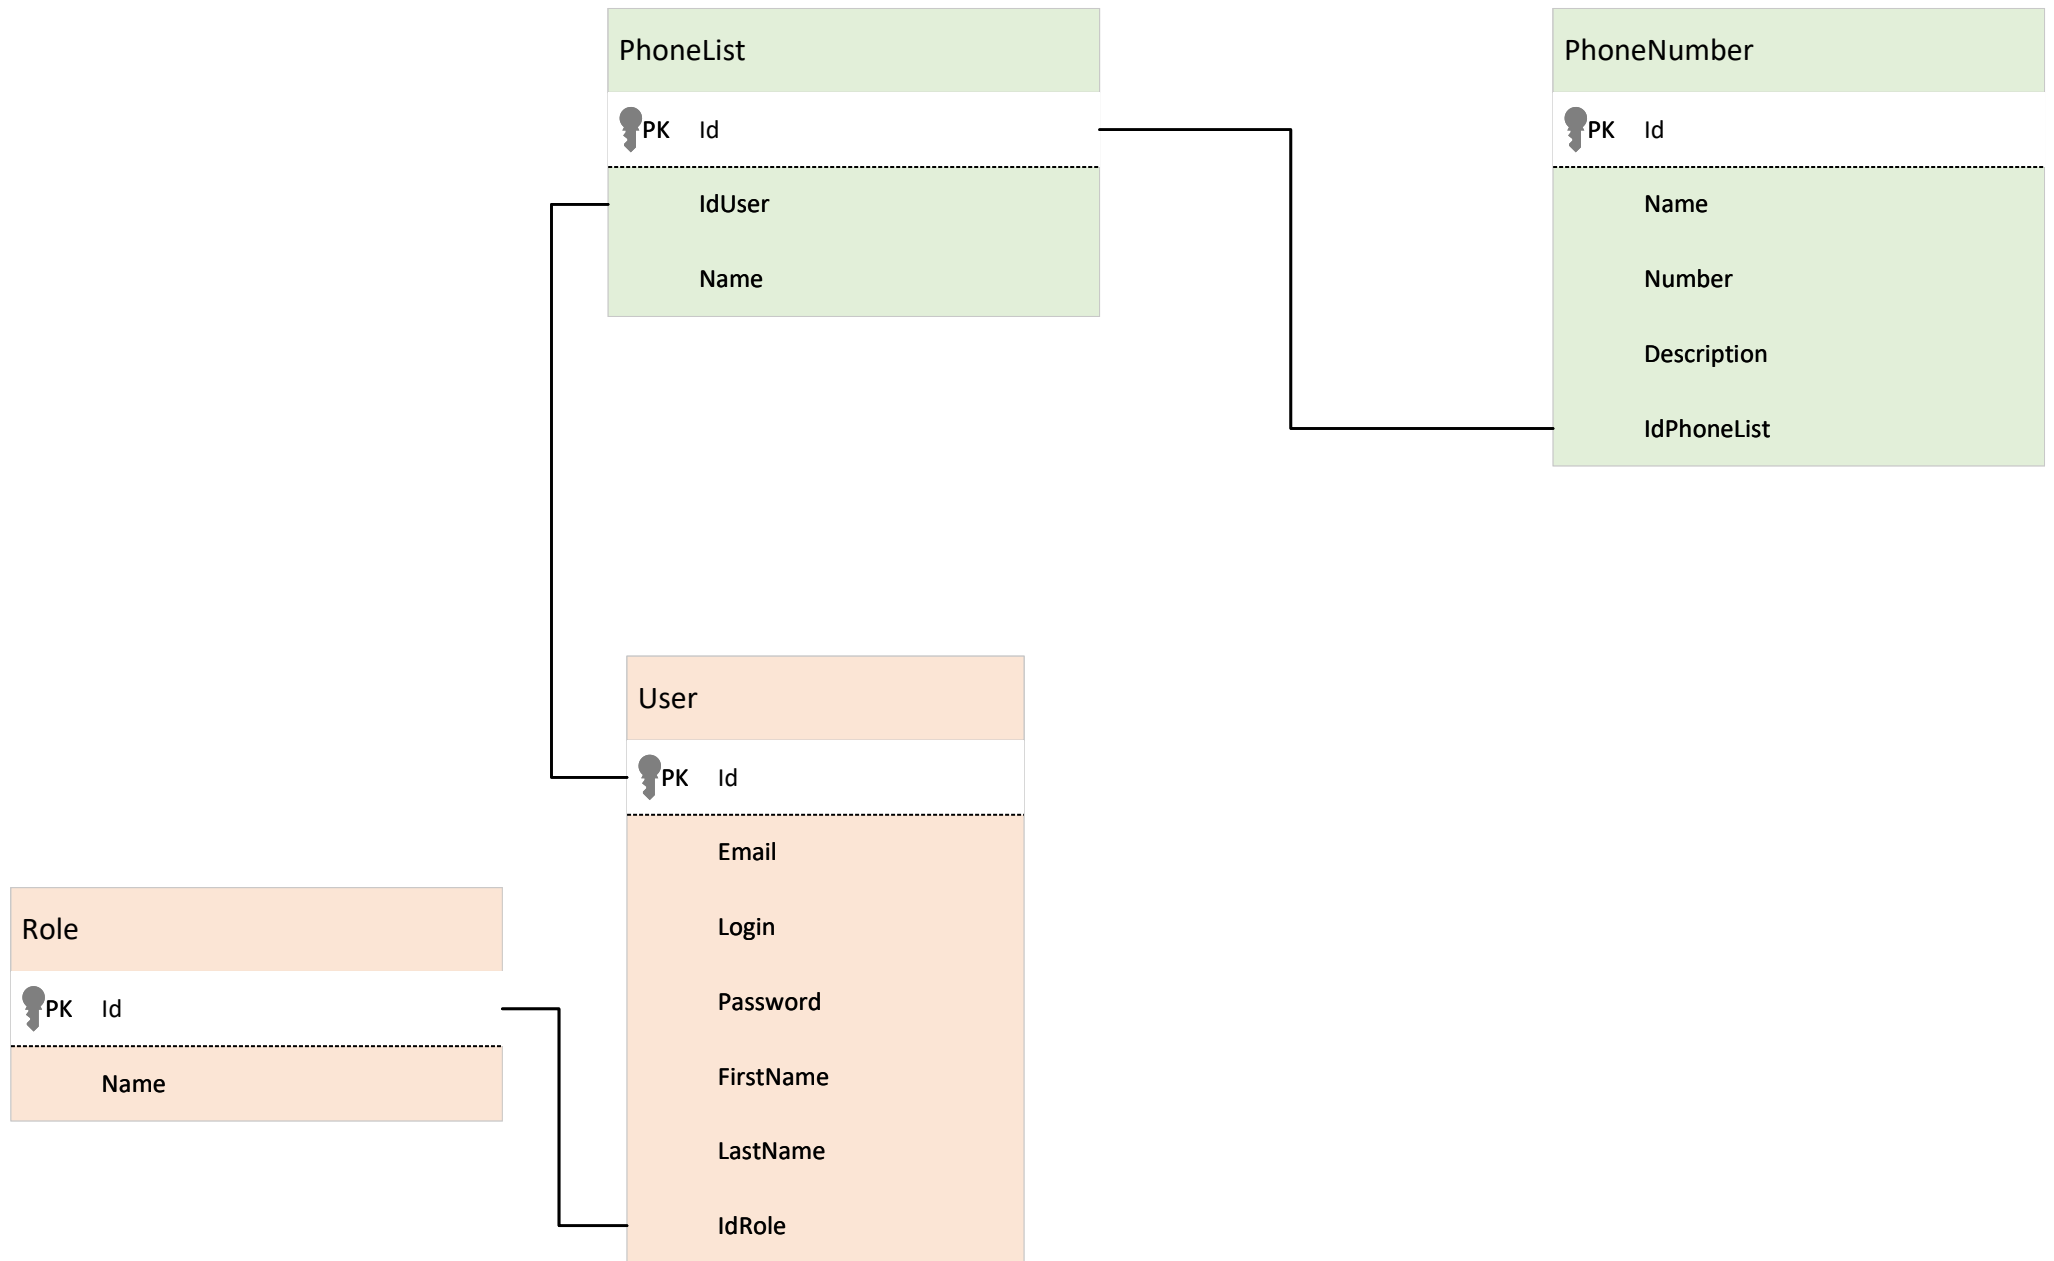 PhoneList
PK Id
IdUser
Name
PhoneNumber
PK Id
Name
Number
Description
IdPhoneList
User
PK Id
Email
Login
Password
FirstName
LastName
IdRole
Role
PK Id
Name